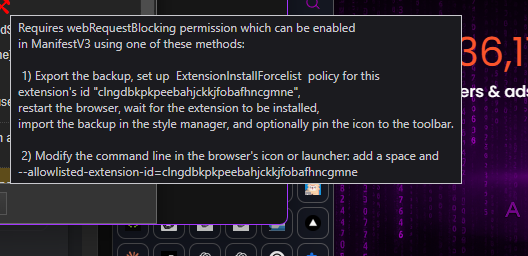 Requires webRequestBlocking permission which can be enabled
in ManifestV3 using one of these methods:
1) Export the backup, set up ExtensionInstallForcelist policy for this
extension's id "clngdbkpkpeebahjckkjfobafhncgmne",
restart the browser, wait for the extension to be installed,
import the backup in the style manager, and optionally pin the icon to the toolbar.
2) Modify the command line in the browser's icon or launcher: add a space and
--allowlisted-extension-id=clngdbkpkpeebahjckkjfobafhncgmne
36,1
ers & ads